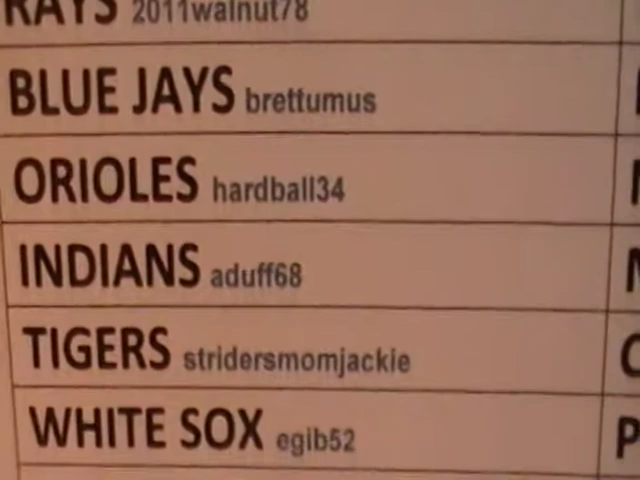 RAYS 2011walnut78
BLUE JAYS brettumus
ORIOLES hardball34
INDIANS aduff68
TIGERS stridersmomjackie
WHITE SOX egib52